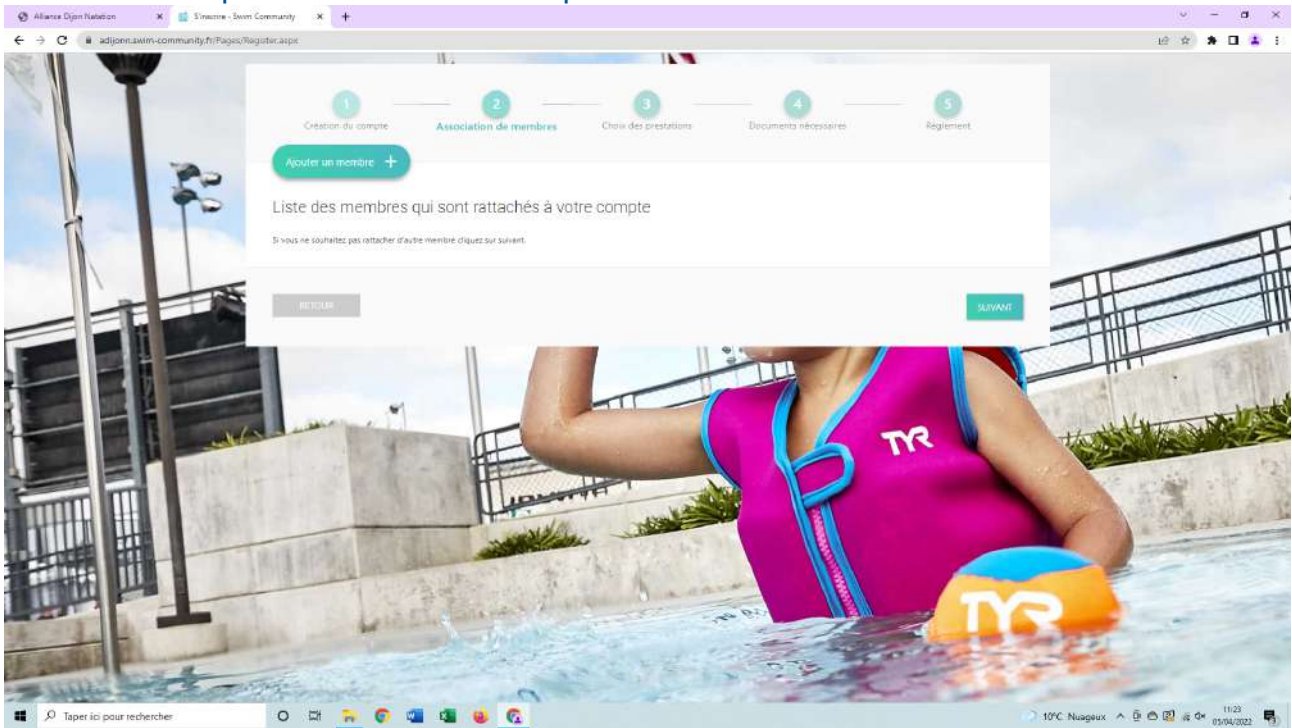 Alliance Dijon Natation
S'inscrire - Swim Community
adijonn.swim-community.fr/Pages/Register.aspx
1
2
3
4
5
Création du compte
Association de membres
Choix des prestations
Documents nécessaires
Règlement
Ajouter un membre +
Liste des membres qui sont rattachés à votre compte
Si vous ne souhaitez pas rattacher d'autre membre cliquez sur suivant.
RETOUR
SUIVANT
TYR
TYR
Taper ici pour rechercher
10°C Nuageux
11:23
05/04/2022